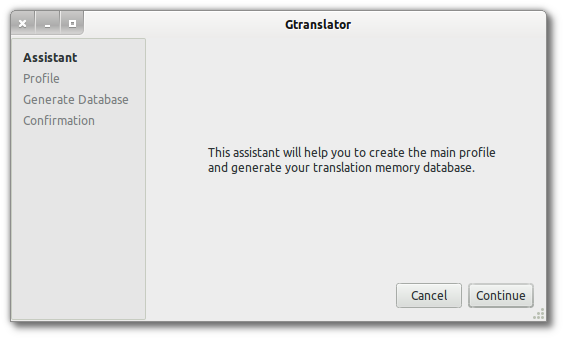 Gtranslator
Assistant
Profile
Generate Database
Confirmation
This assistant will help you to create the main profile
and generate your translation memory database.
Cancel
Continue